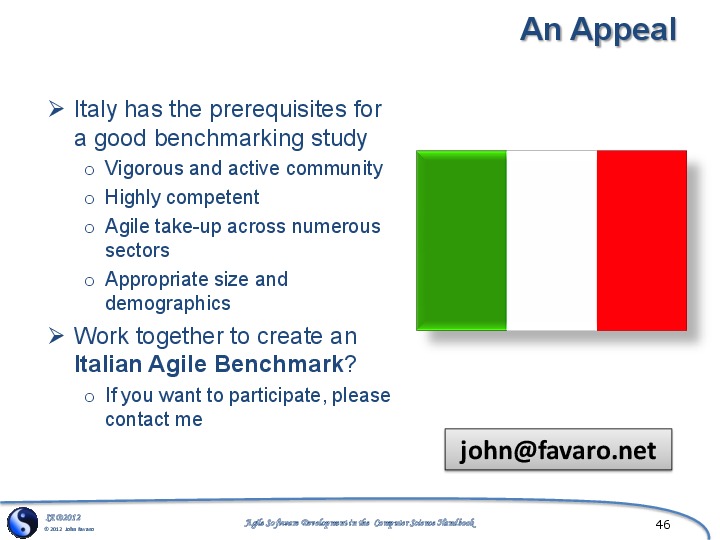 An Appeal
Italy has the prerequisites for
a good benchmarking study
Vigorous and active community
Highly competent
Agile take-up across numerous
sectors
Appropriate size and
demographics
Work together to create an
Italian Agile Benchmark?
If you want to participate, please
contact me
john@favaro.net
© 2012 John Favaro
Agile Software Development in the Computer Science Handbook
46